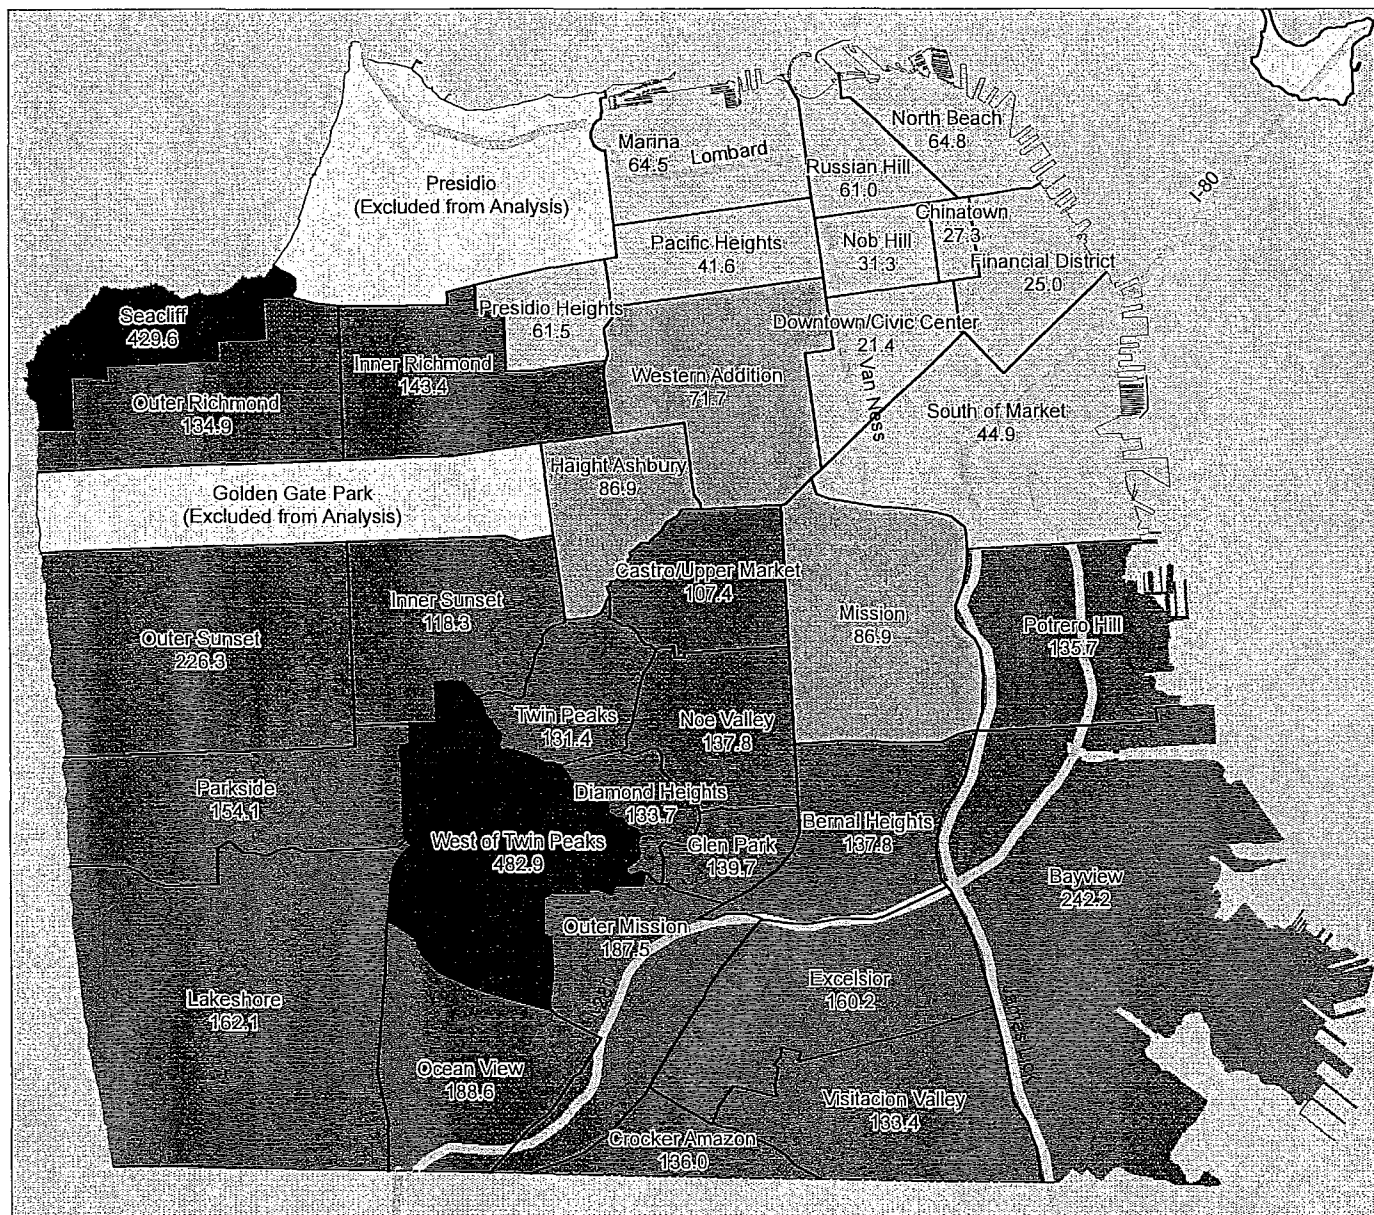 North Beach
64.8
Marina
64.5
Lombard
Russian Hill
61.0
Presidio
(Excluded from Analysis)
I-80
Chinatown
27.3
Pacific Heights
41.6
Nob Hill
31.3
Financial District
25.0
Seacliff
429.6
Presidio Heights
61.5
Downtown/Civic Center
21.4
Van Ness
Inner Richmond
143.4
Western Addition
71.7
Outer Richmond
134.9
South of Market
44.9
Haight Ashbury
86.9
Golden Gate Park
(Excluded from Analysis)
Castro/Upper Market
107.4
Inner Sunset
118.3
Mission
86.9
Potrero Hill
135.7
Outer Sunset
226.3
Twin Peaks
131.4
Noe Valley
137.8
Parkside
154.1
Diamond Heights
133.7
Bernal Heights
137.8
West of Twin Peaks
482.9
Glen Park
139.7
Bayview
242.2
Outer Mission
187.5
Excelsior
160.2
Lakeshore
162.1
Ocean View
188.6
Visitacion Valley
133.4
Crocker Amazon
136.0